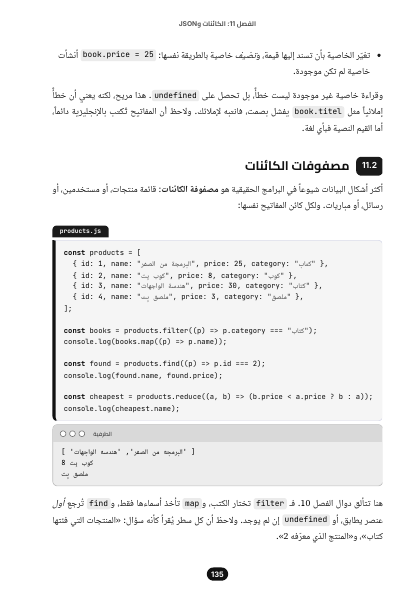 الفصل 11: الكائنات وJSON
• تغيّر الخاصية بأن تسند إليها قيمة، وتضيف خاصية بالطريقة نفسها: book.price = 25 أنشأت
خاصية لم تكن موجودة.
وقراءة خاصية غير موجودة ليست خطأً، بل تحصل على undefined. هذا مريح، لكنه يعني أن خطأً
إملائياً مثل book.titel يفشل بصمت، فانتبه لإملائك. ولاحظ أن المفاتيح تُكتب بالإنجليزية دائماً،
أما القيم النصية فبأي لغة.
11.2 مصفوفات الكائنات
أكثر أشكال البيانات شيوعاً في البرامج الحقيقية هو مصفوفة الكائنات: قائمة منتجات، أو مستخدمين، أو
رسائل، أو مباريات. ولكل كائن المفاتيح نفسها:
products.js
const products = [
{ id: 1, name: "البرمجة من الصفر", price: 25, category: "كتاب" },
{ id: 2, name: "كوب بِت", price: 8, category: "كوب" },
{ id: 3, name: "هندسة الواجهات", price: 30, category: "كتاب" },
{ id: 4, name: "ملصق بِت", price: 3, category: "ملصق" },
];
const books = products.filter((p) => p.category === "كتاب");
console.log(books.map((p) => p.name));
const found = products.find((p) => p.id === 2);
console.log(found.name, found.price);
const cheapest = products.reduce((a, b) => (b.price < a.price ? b : a));
console.log(cheapest.name);
الطرفية
[ 'البرمجة من الصفر', 'هندسة الواجهات' ]
كوب بِت 8
ملصق بِت
هنا تتألق دوال الفصل 10. فـ filter تختار الكتب، وmap تأخذ أسماءها فقط، وfind تُرجع أول
عنصر يطابق، أو undefined إن لم يوجد. ولاحظ أن كل سطر يُقرأ كأنه سؤال: «المنتجات التي فئتها
كتاب»، و«المنتج الذي معرّفه 2».
135